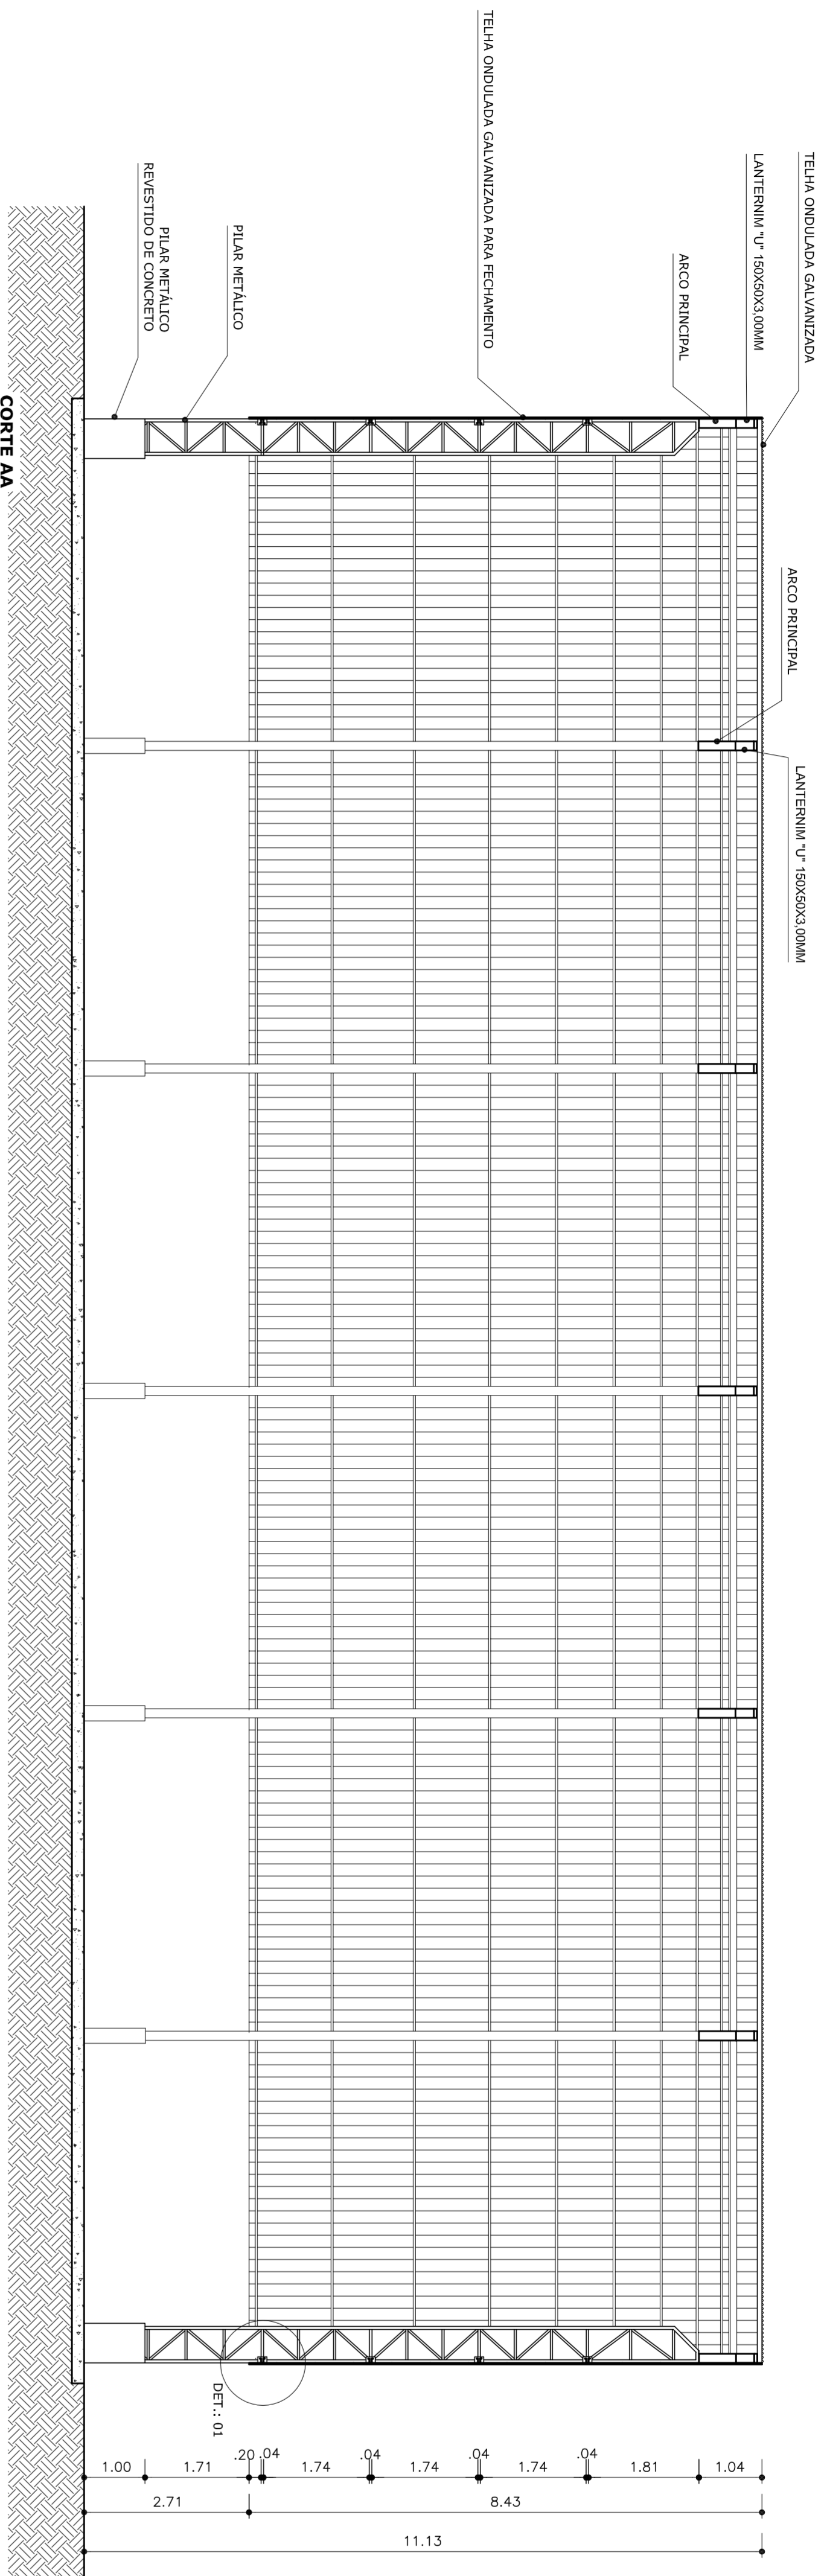 TELHA ONDULADA GALVANIZADA
LANTERNIM "U" 150X50X3,00MM
ARCO PRINCIPAL
TELHA ONDULADA GALVANIZADA PARA FECHAMENTO
PILAR METÁLICO
PILAR METÁLICO
REVESTIDO DE CONCRETO
ARCO PRINCIPAL
LANTERNIM "U" 150X50X3,00MM
DET.: 01
1.04
1.81
.04
1.74
.04
1.74
.04
1.74
.04
.20
1.71
1.00
8.43
2.71
11.13
CORTE AA